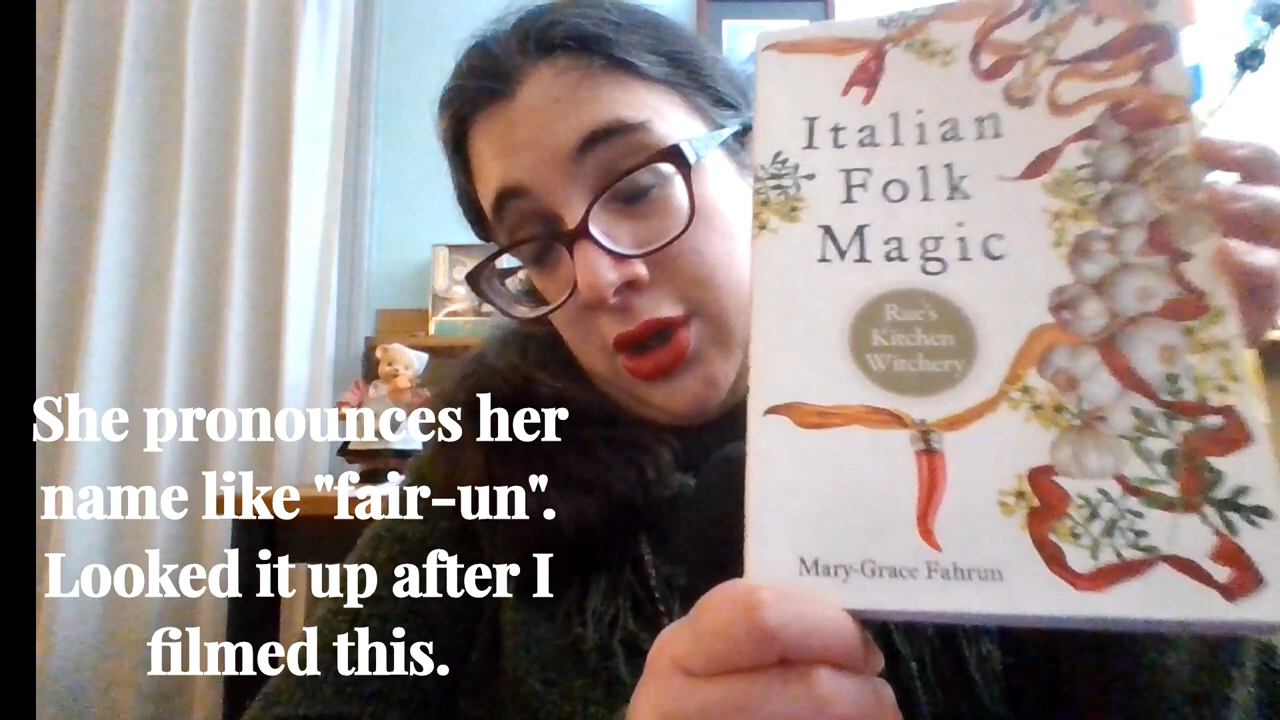 Italian
Folk
Magic
Rue's
Kitchen
Witchery
Mary-Grace Fahrun
She pronounces her
name like "fair-un".
Looked it up after I
filmed this.